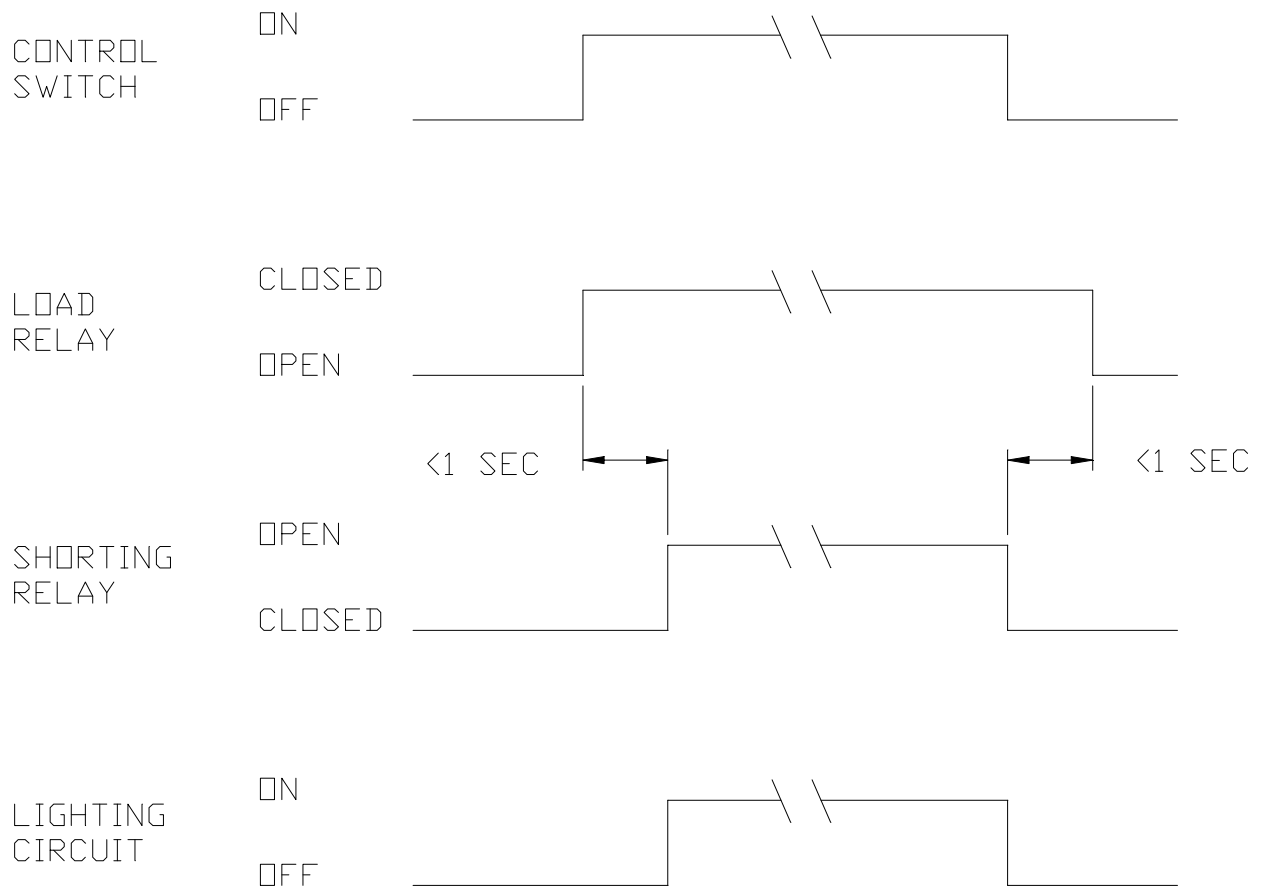 CONTROL
SWITCH
ON
OFF
LOAD
RELAY
CLOSED
OPEN
<1 SEC
<1 SEC
SHORTING
RELAY
OPEN
CLOSED
LIGHTING
CIRCUIT
ON
OFF